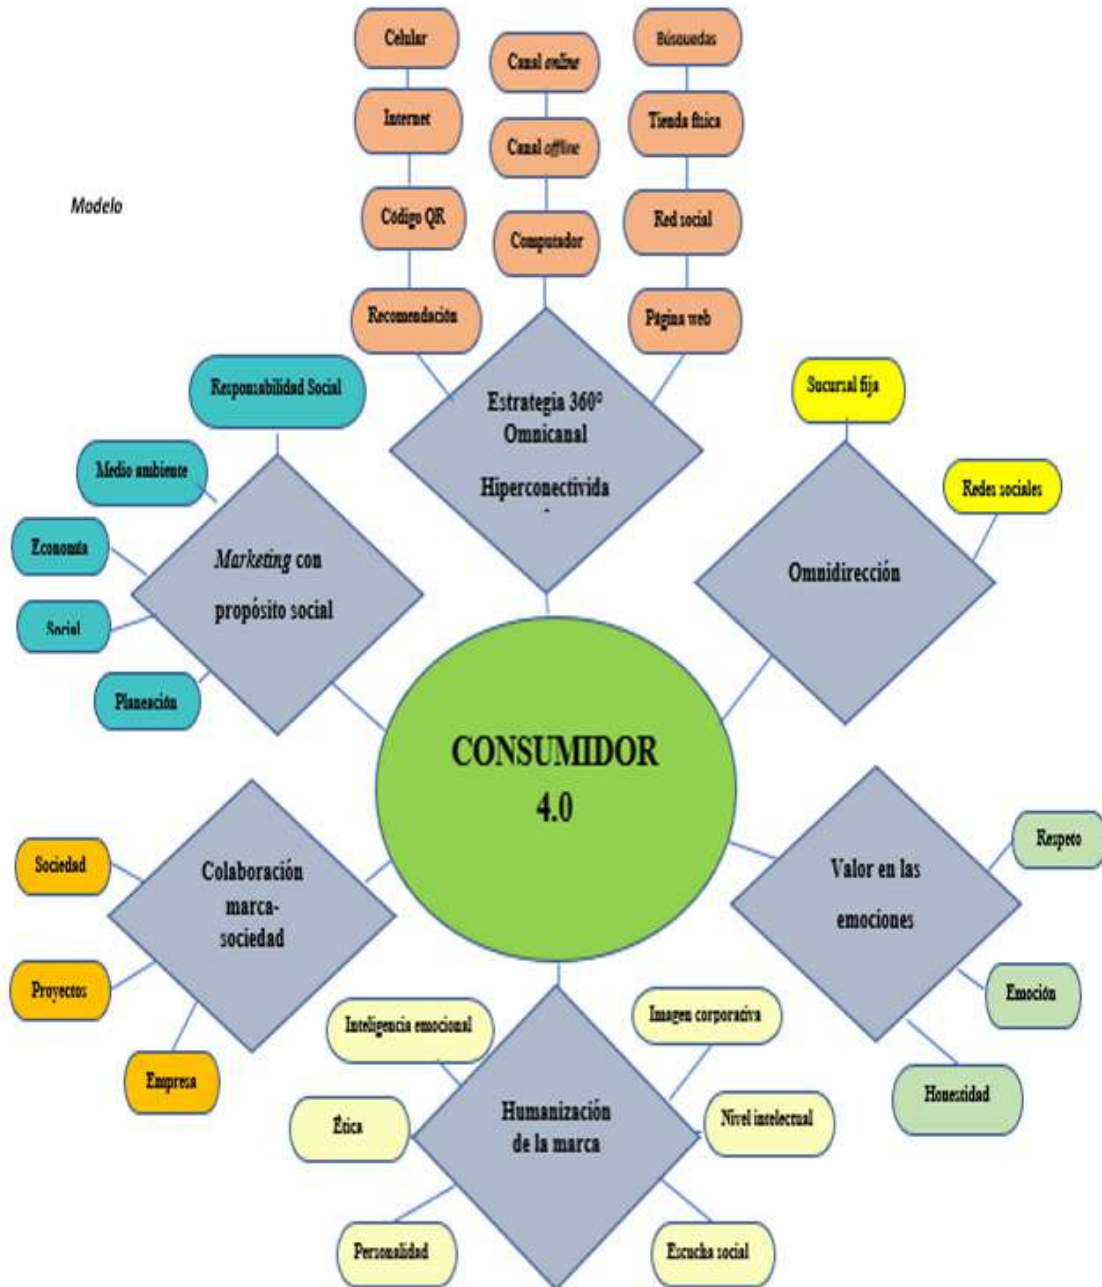 Celular
Canal online
Búsquedas
Internet
Canal offline
Tienda física
Modelo
Código QR
Computador
Red social
Recomendación
Página web
Estrategia 360°
Omnicanal
Hiperconectivida
Responsabilidad Social
Medio ambiente
Economía
Social
Planeación
Marketing con
propósito social
Sucursal fija
Redes sociales
Omnidirección
CONSUMIDOR
4.0
Sociedad
Proyectos
Empresa
Colaboración
marca-
sociedad
Valor en las
emociones
Respeto
Emoción
Honestidad
Inteligencia emocional
Imagen corporativa
Ética
Nivel intelectual
Humanización
de la marca
Personalidad
Escucha social